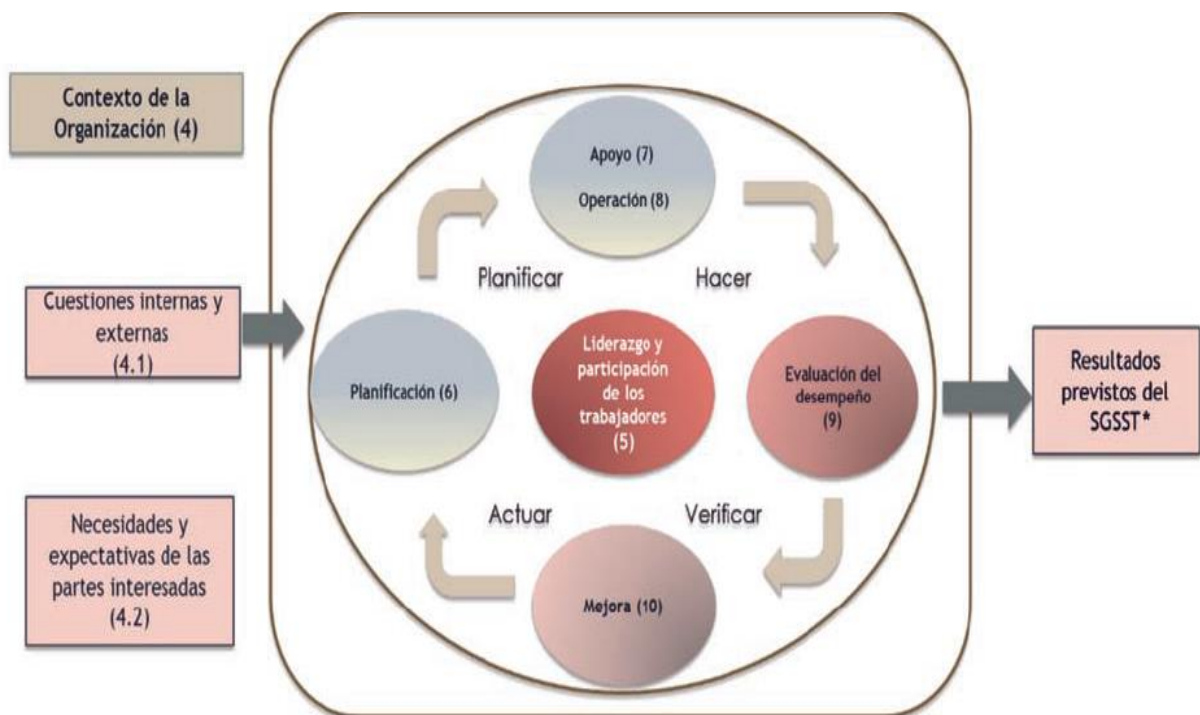 Contexto de la
Organización (4)
Cuestiones internas y
externas
(4.1)
Necesidades y
expectativas de las
partes interesadas
(4.2)
Apoyo (7)
Operación (8)
Planificar
Hacer
Planificación (6)
Liderazgo y
participación
de los
trabajadores
(5)
Evaluación del
desempeño
(9)
Actuar
Verificar
Mejora (10)
Resultados
previstos del
SGSST*